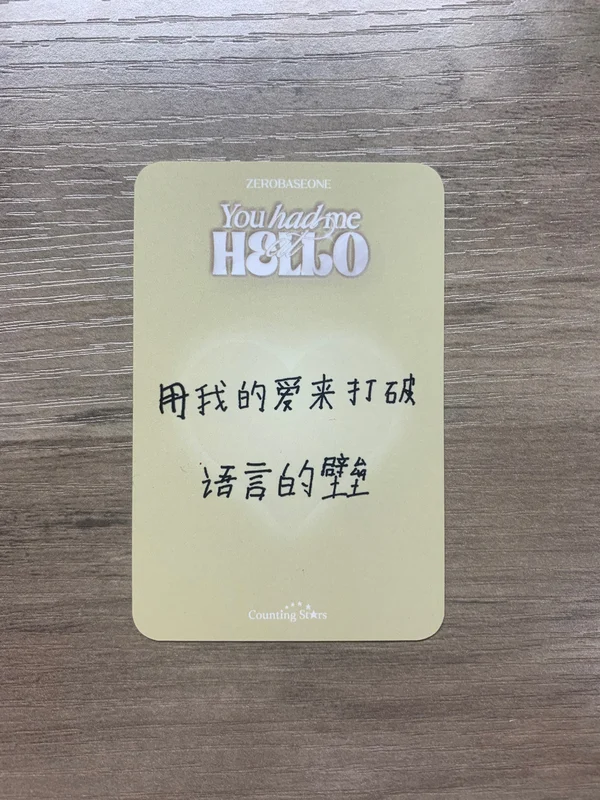 ZEROBASEONE
You had me
at
HELLO
用我的爱来打破
语言的壁垒
Counting Stars